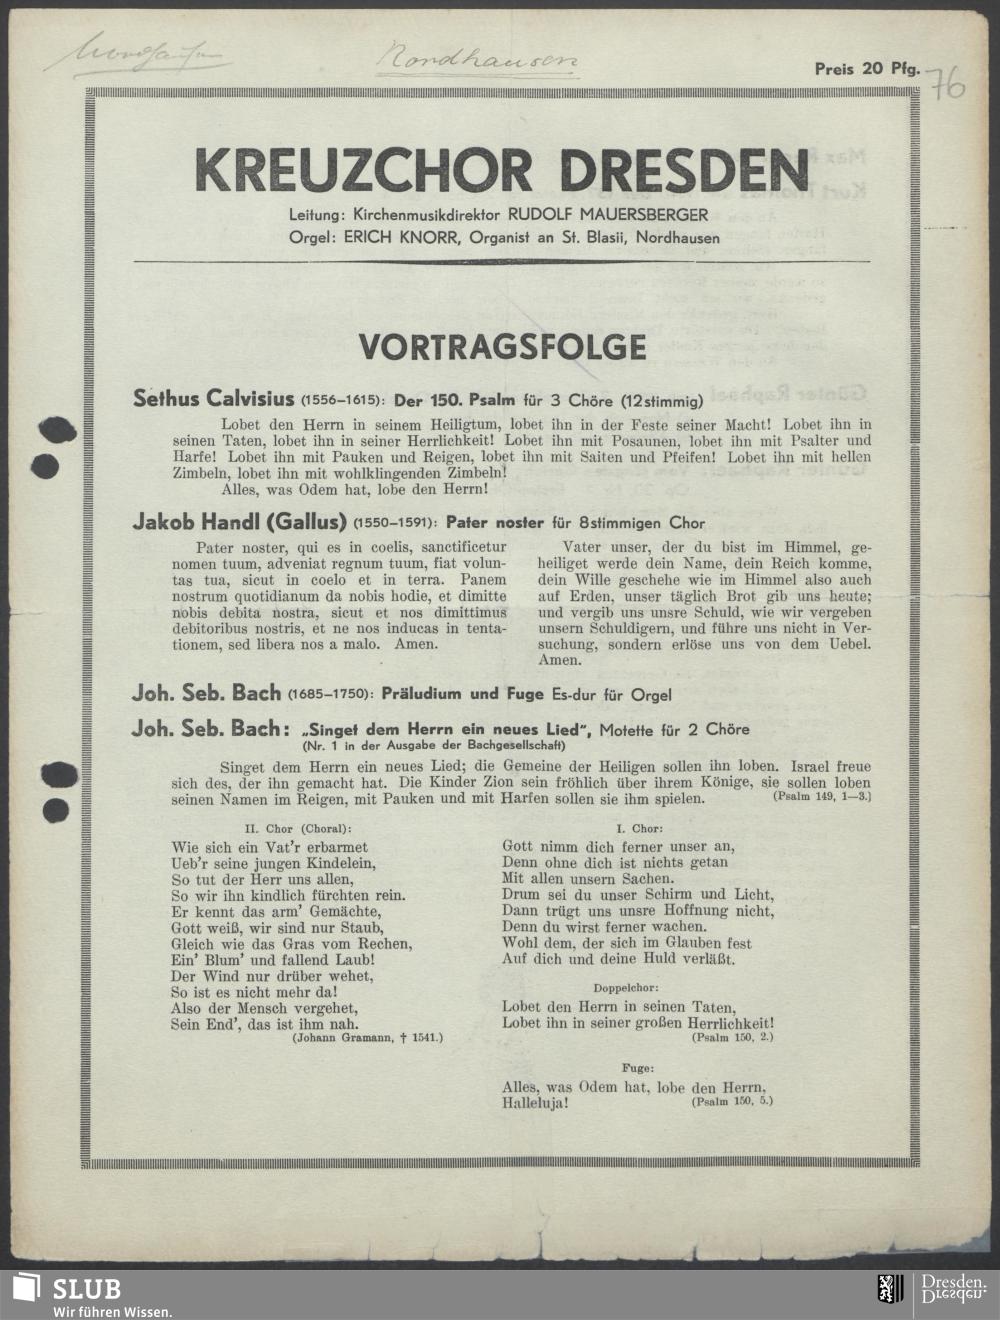 Nordhausen
Nordhausen
Preis 20 Pfg.
76
KREUZCHOR DRESDEN
Leitung: Kirchenmusikdirektor RUDOLF MAUERSBERGER
Orgel: ERICH KNORR, Organist an St. Blasii, Nordhausen
VORTRAGSFOLGE
Sethus Calvisius (1556–1615): Der 150. Psalm für 3 Chöre (12stimmig)
Lobet den Herrn in seinem Heiligtum, lobet ihn in der Feste seiner Macht! Lobet ihn in
seinen Taten, lobet ihn in seiner Herrlichkeit! Lobet ihn mit Posaunen, lobet ihn mit Psalter und
Harfe! Lobet ihn mit Pauken und Reigen, lobet ihn mit Saiten und Pfeifen! Lobet ihn mit hellen
Zimbeln, lobet ihn mit wohlklingenden Zimbeln!
Alles, was Odem hat, lobe den Herrn!
Jakob Handl (Gallus) (1550–1591): Pater noster für 8stimmigen Chor
Pater noster, qui es in coelis, sanctificetur
nomen tuum, adveniat regnum tuum, fiat volun-
tas tua, sicut in coelo et in terra. Panem
nostrum quotidianum da nobis hodie, et dimitte
nobis debita nostra, sicut et nos dimittimus
debitoribus nostris, et ne nos inducas in tenta-
tionem, sed libera nos a malo. Amen.
Vater unser, der du bist im Himmel, ge-
heiliget werde dein Name, dein Reich komme,
dein Wille geschehe wie im Himmel also auch
auf Erden, unser täglich Brot gib uns heute;
und vergib uns unsre Schuld, wie wir vergeben
unsern Schuldigern, und führe uns nicht in Ver-
suchung, sondern erlöse uns von dem Uebel.
Amen.
Joh. Seb. Bach (1685–1750): Präludium und Fuge Es-dur für Orgel
Joh. Seb. Bach: „Singet dem Herrn ein neues Lied“, Motette für 2 Chöre
(Nr. 1 in der Ausgabe der Bachgesellschaft)
Singet dem Herrn ein neues Lied; die Gemeine der Heiligen sollen ihn loben. Israel freue
sich des, der ihn gemacht hat. Die Kinder Zion sein fröhlich über ihrem Könige, sie sollen loben
seinen Namen im Reigen, mit Pauken und mit Harfen sollen sie ihm spielen. (Psalm 149, 1—3.)
II. Chor (Choral):
Wie sich ein Vat'r erbarmet
Ueb'r seine jungen Kindelein,
So tut der Herr uns allen,
So wir ihn kindlich fürchten rein.
Er kennt das arm' Gemächte,
Gott weiß, wir sind nur Staub,
Gleich wie das Gras vom Rechen,
Ein' Blum' und fallend Laub!
Der Wind nur drüber wehet,
So ist es nicht mehr da!
Also der Mensch vergehet,
Sein End', das ist ihm nah.
(Johann Gramann, † 1541.)
I. Chor:
Gott nimm dich ferner unser an,
Denn ohne dich ist nichts getan
Mit allen unsern Sachen.
Drum sei du unser Schirm und Licht,
Dann trügt uns unsre Hoffnung nicht,
Denn du wirst ferner wachen.
Wohl dem, der sich im Glauben fest
Auf dich und deine Huld verläßt.
Doppelchor:
Lobet den Herrn in seinen Taten,
Lobet ihn in seiner großen Herrlichkeit!
(Psalm 150, 2.)
Fuge:
Alles, was Odem hat, lobe den Herrn,
Halleluja! (Psalm 150, 5.)
SLUB
Wir führen Wissen.
Dresden.
Dresden.